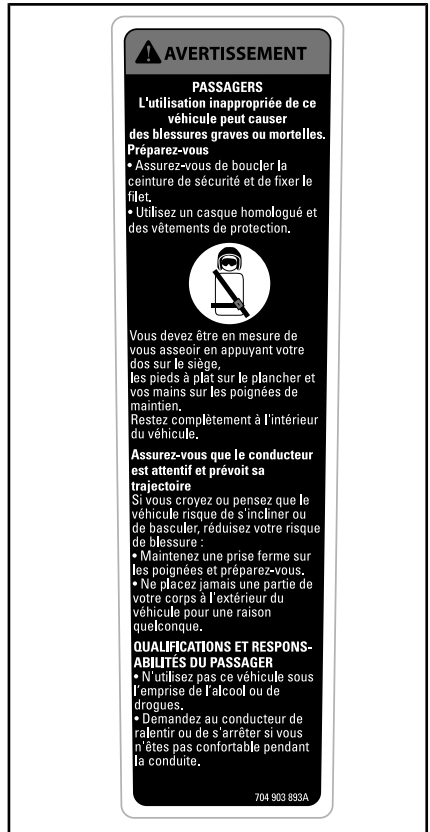 AVERTISSEMENT
PASSAGERS
L'utilisation inappropriée de ce
véhicule peut causer
des blessures graves ou mortelles.
Préparez-vous
• Assurez-vous de boucler la
ceinture de sécurité et de fixer le
filet.
• Utilisez un casque homologué et
des vêtements de protection.
Vous devez être en mesure de
vous asseoir en appuyant votre
dos sur le siège,
les pieds à plat sur le plancher et
vos mains sur les poignées de
maintien.
Restez complètement à l'intérieur
du véhicule.
Assurez-vous que le conducteur
est attentif et prévoit sa
trajectoire
Si vous croyez ou pensez que le
véhicule risque de s'incliner ou
de basculer, réduisez votre risque
de blessure :
• Maintenez une prise ferme sur
les poignées et préparez-vous.
• Ne placez jamais une partie de
votre corps à l'extérieur du
véhicule pour une raison
quelconque.
QUALIFICATIONS ET RESPONS-
ABILITÉS DU PASSAGER
• N'utilisez pas ce véhicule sous
l'emprise de l'alcool ou de
drogues.
• Demandez au conducteur de
ralentir ou de s'arrêter si vous
n'êtes pas confortable pendant
la conduite.
704 903 893A